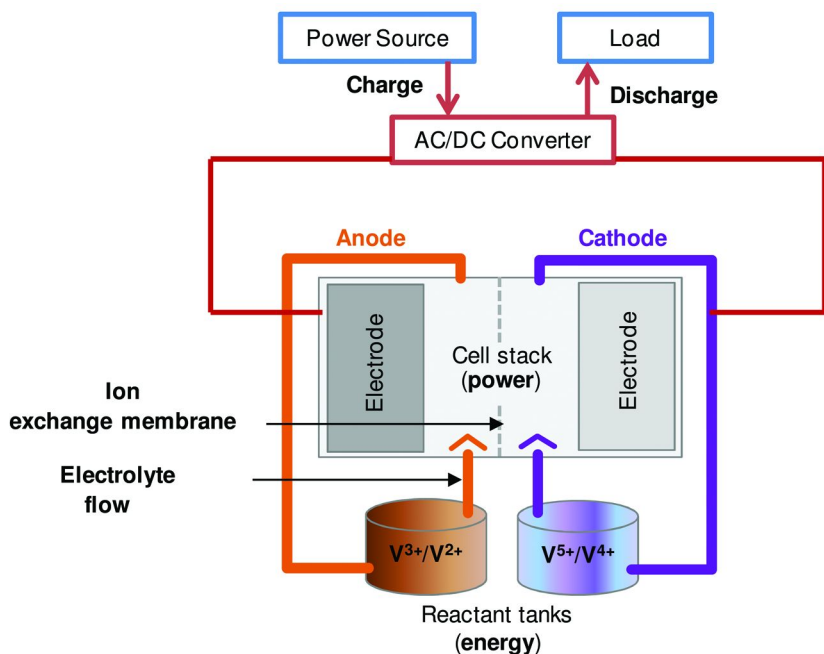 Power Source
Load
Charge
Discharge
AC/DC Converter
Anode
Cathode
Electrode
Cell stack
(power)
Electrode
Ion
exchange membrane
Electrolyte
flow
V³⁺/V²⁺
V⁵⁺/V⁴⁺
Reactant tanks
(energy)